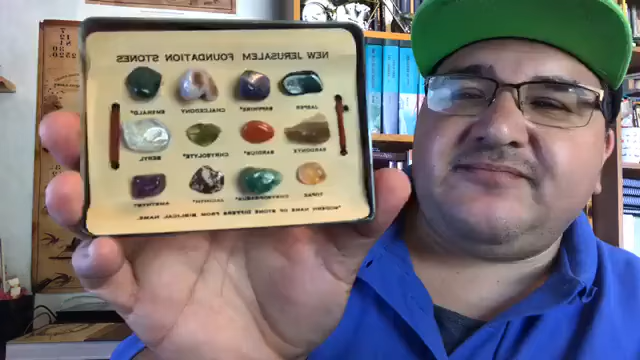 NEW JERUSALEM FOUNDATION STONES
JASPER SAPPHIRE* CHALCEDONY EMERALD*
SARDONYX SARDIUS* CHRYSOLYTE* BERYL
TOPAZ CHRYSOPRASUS* JACINTH* AMETHYST
*MODERN NAME OF STONE DIFFERS FROM BIBLICAL NAME.